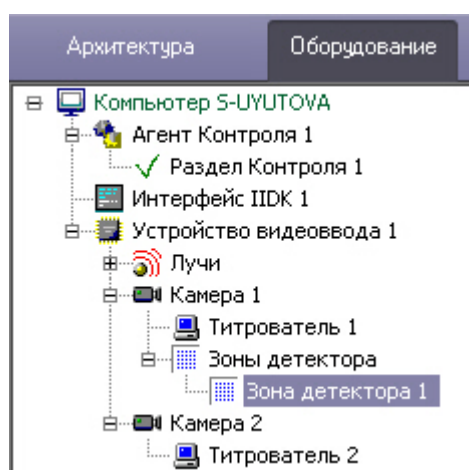 Архитектура Оборудование
Компьютер S-UYUTOVA
Агент Контроля 1
Раздел Контроля 1
Интерфейс IIDK 1
Устройство видеоввода 1
Лучи
Камера 1
Титрователь 1
Зоны детектора
Зона детектора 1
Камера 2
Титрователь 2